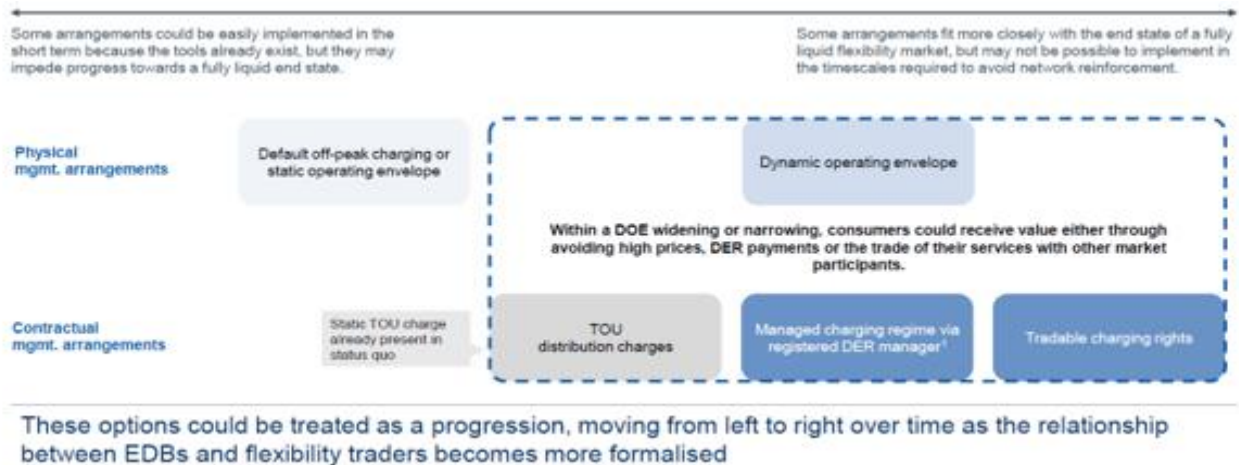 Some arrangements could be easily implemented in the
short term because the tools already exist, but they may
impede progress towards a fully liquid end state.
Some arrangements fit more closely with the end state of a fully
liquid flexibility market, but may not be possible to implement in
the timescales required to avoid network reinforcement.
Physical
mgmt. arrangements
Default off-peak charging or
static operating envelope
Dynamic operating envelope
Within a DOE widening or narrowing, consumers could receive value either through
avoiding high prices, DER payments or the trade of their services with other market
participants.
Contractual
mgmt. arrangements
Static TOU charge
already present in
status quo
TOU
distribution charges
Managed charging regime via
registered DER manager¹
Tradable charging rights
These options could be treated as a progression, moving from left to right over time as the relationship
between EDBs and flexibility traders becomes more formalised